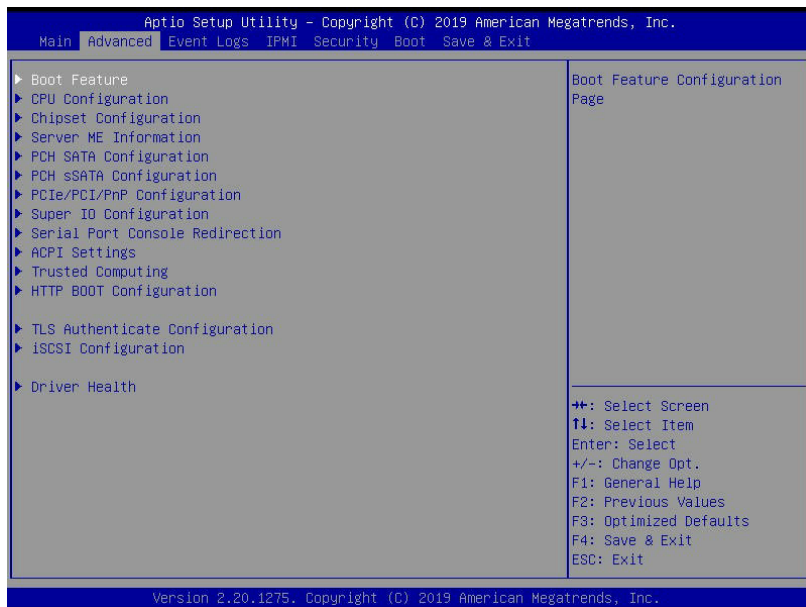 Aptio Setup Utility – Copyright (C) 2019 American Megatrends, Inc.
Main Advanced Event Logs IPMI Security Boot Save & Exit
▶ Boot Feature
▶ CPU Configuration
▶ Chipset Configuration
▶ Server ME Information
▶ PCH SATA Configuration
▶ PCH sSATA Configuration
▶ PCIe/PCI/PnP Configuration
▶ Super IO Configuration
▶ Serial Port Console Redirection
▶ ACPI Settings
▶ Trusted Computing
▶ HTTP BOOT Configuration
▶ TLS Authenticate Configuration
▶ iSCSI Configuration
▶ Driver Health
Boot Feature Configuration
Page
→←: Select Screen
↑↓: Select Item
Enter: Select
+/-: Change Opt.
F1: General Help
F2: Previous Values
F3: Optimized Defaults
F4: Save & Exit
ESC: Exit
Version 2.20.1275. Copyright (C) 2019 American Megatrends, Inc.